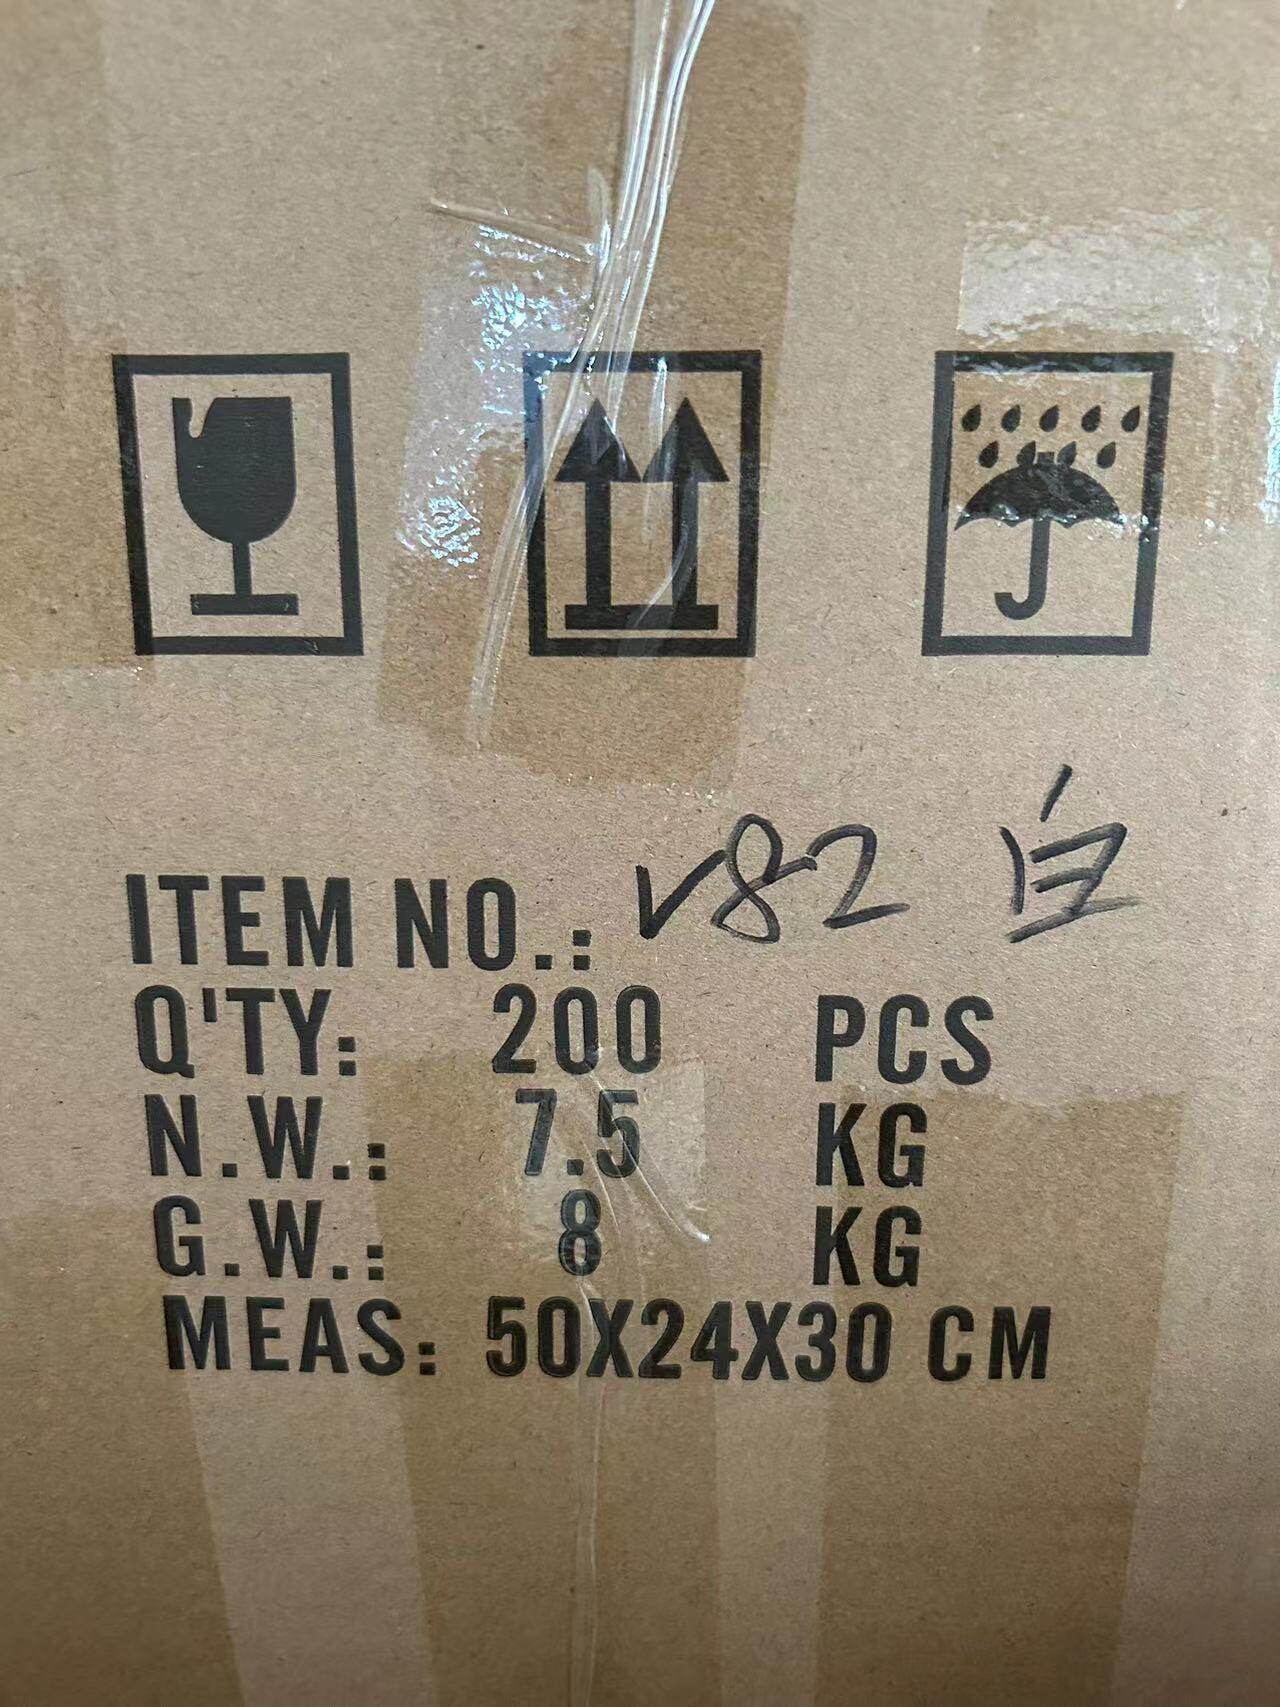 ITEM NO.: V82 白
Q'TY: 200 PCS
N.W.: 7.5 KG
G.W.: 8 KG
MEAS: 50X24X30 CM